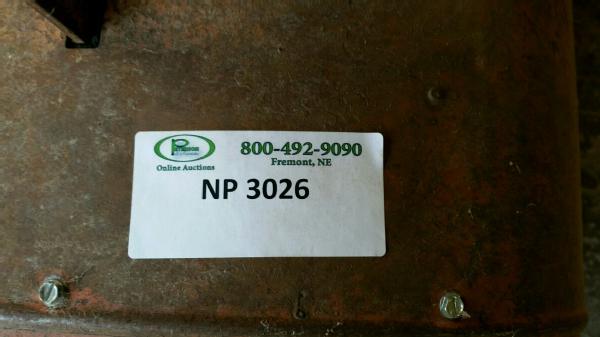 800-492-9090
Fremont, NE
Online Auctions
NP 3026